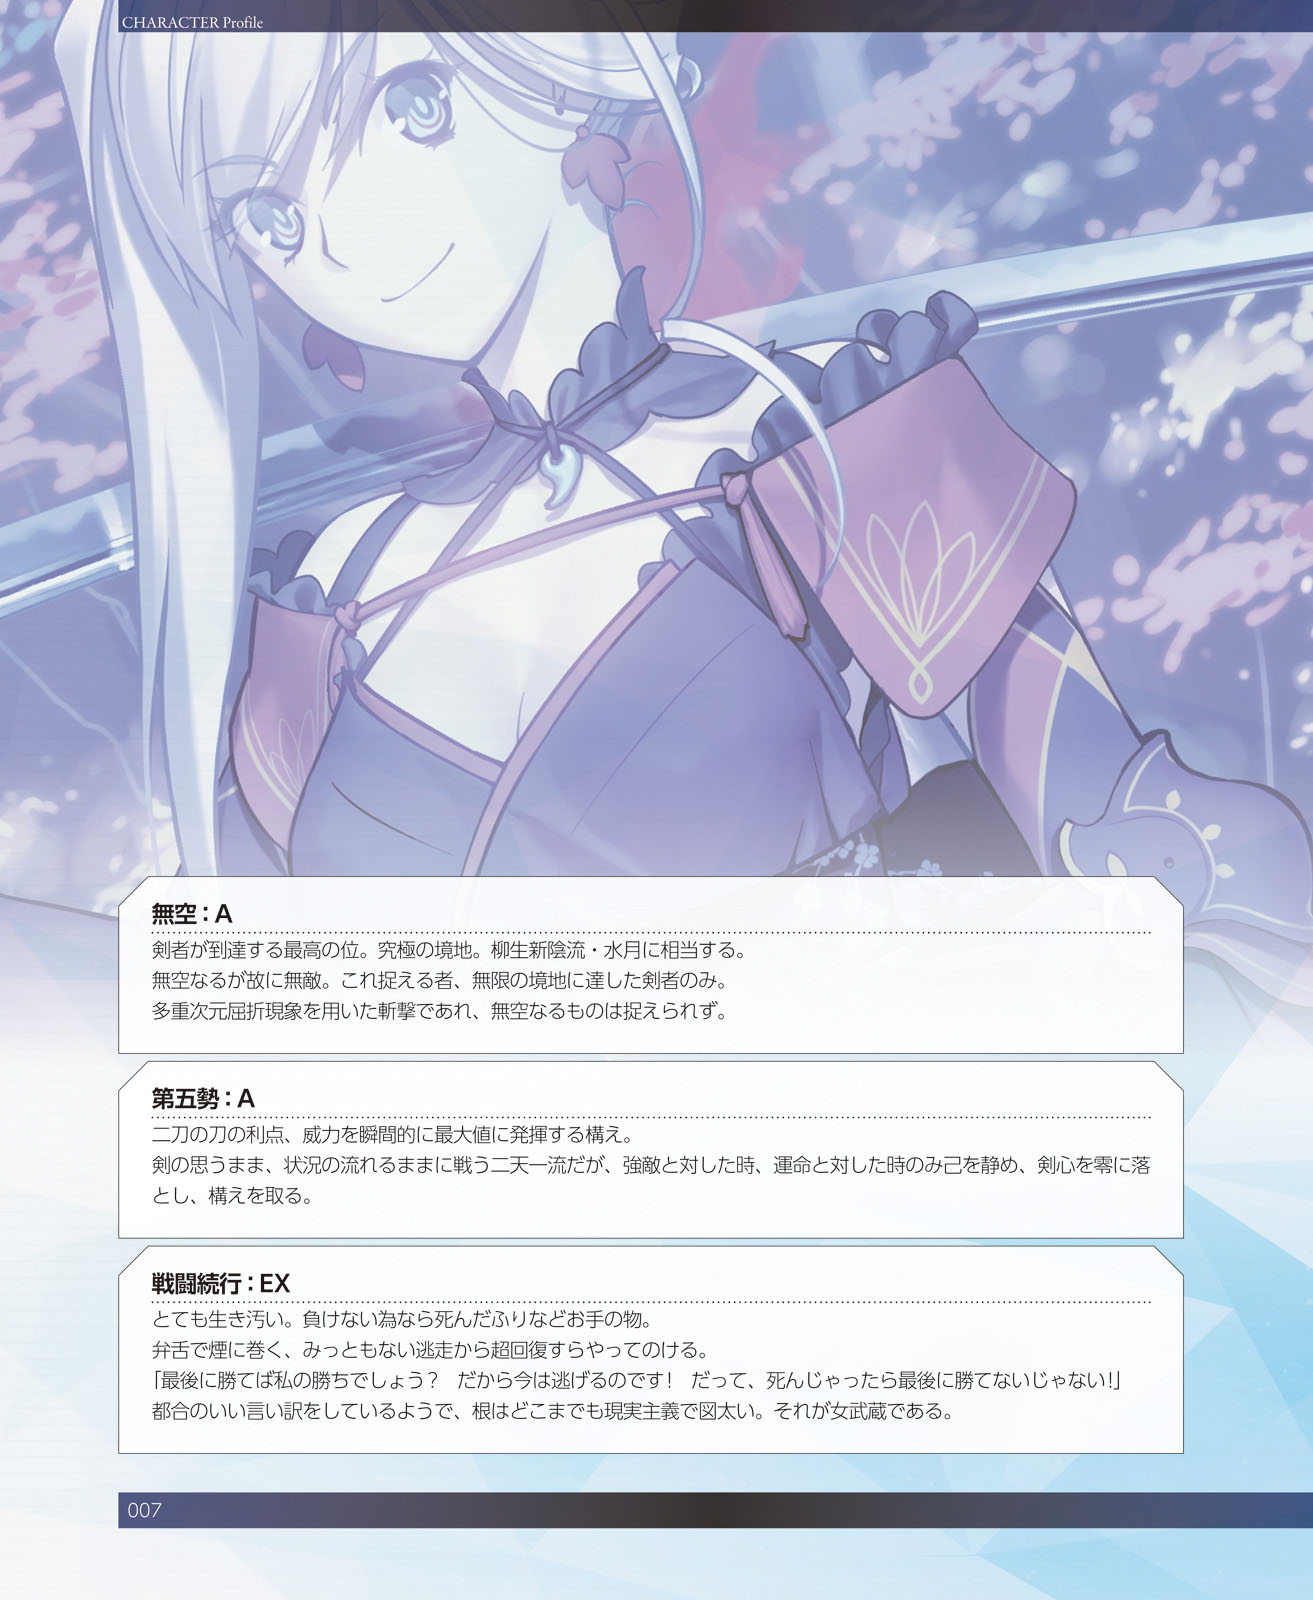 CHARACTER Profile
無空：A
剣者が到達する最高の位。究極の境地。柳生新陰流・水月に相当する。
無空なるが故に無敵。これ捉える者、無限の境地に達した剣者のみ。
多重次元屈折現象を用いた斬撃であれ、無空なるものは捉えられず。
第五勢：A
二刀の刀の利点、威力を瞬間的に最大値に発揮する構え。
剣の思うまま、状況の流れるままに戦う二天一流だが、強敵と対した時、運命と対した時のみ己を静め、剣心を零に落
とし、構えを取る。
戦闘続行：EX
とても生き汚い。負けない為なら死んだふりなどお手の物。
弁舌で煙に巻く、みっともない逃走から超回復すらやってのける。
「最後に勝てば私の勝ちでしょう？　だから今は逃げるのです！　だって、死んじゃったら最後に勝てないじゃない！」
都合のいい言い訳をしているようで、根はどこまでも現実主義で図太い。それが女武蔵である。
007